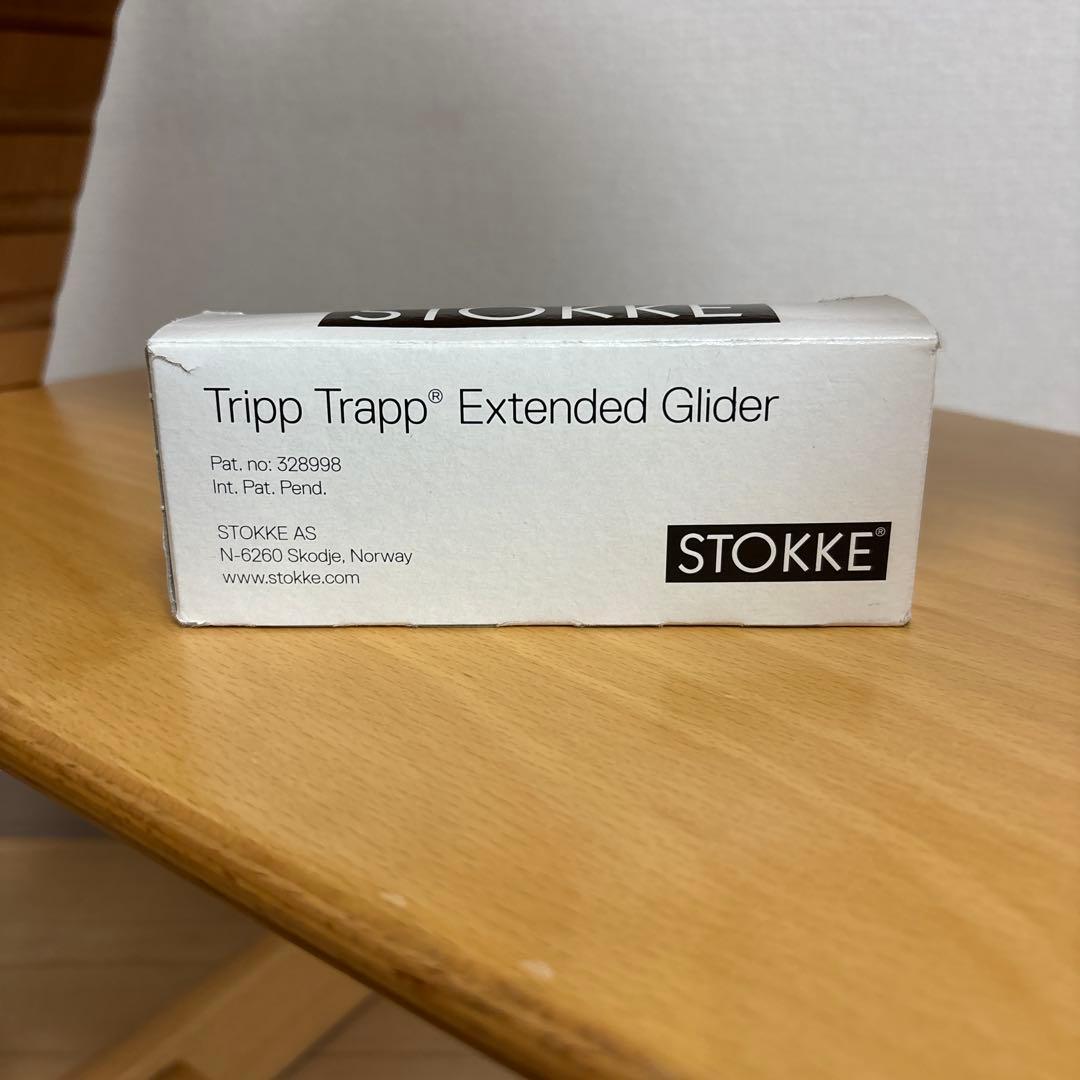 STOKKE
Tripp Trapp® Extended Glider
Pat. no: 328998
Int. Pat. Pend.
STOKKE AS
N-6260 Skodje, Norway
www.stokke.com
STOKKE®